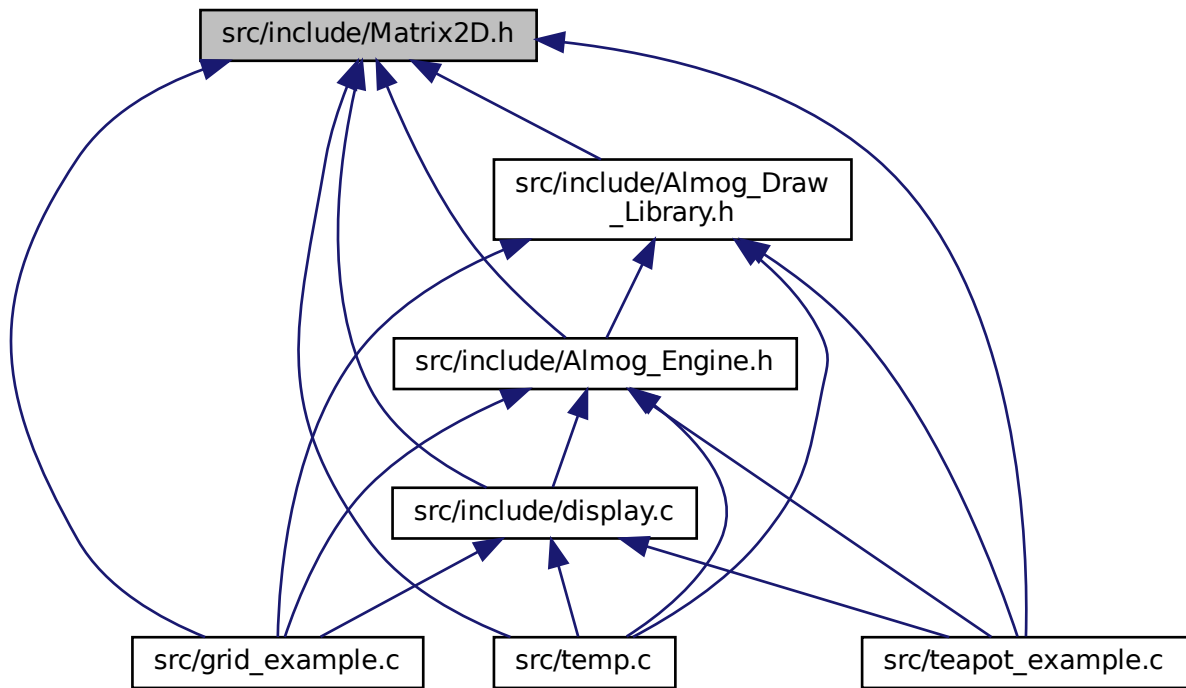 src/include/Matrix2D.h
src/include/Almog_Draw
_Library.h
src/include/Almog_Engine.h
src/include/display.c
src/grid_example.c
src/temp.c
src/teapot_example.c